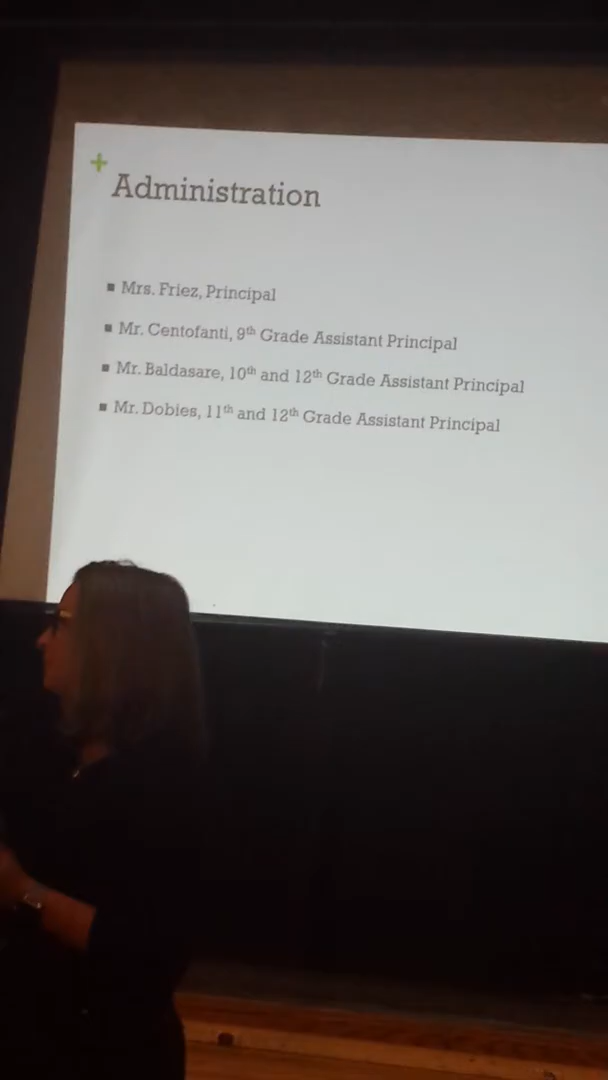 +
Administration
■ Mrs. Friez, Principal
■ Mr. Centofanti, 9th Grade Assistant Principal
■ Mr. Baldasare, 10th and 12th Grade Assistant Principal
■ Mr. Dobies, 11th and 12th Grade Assistant Principal